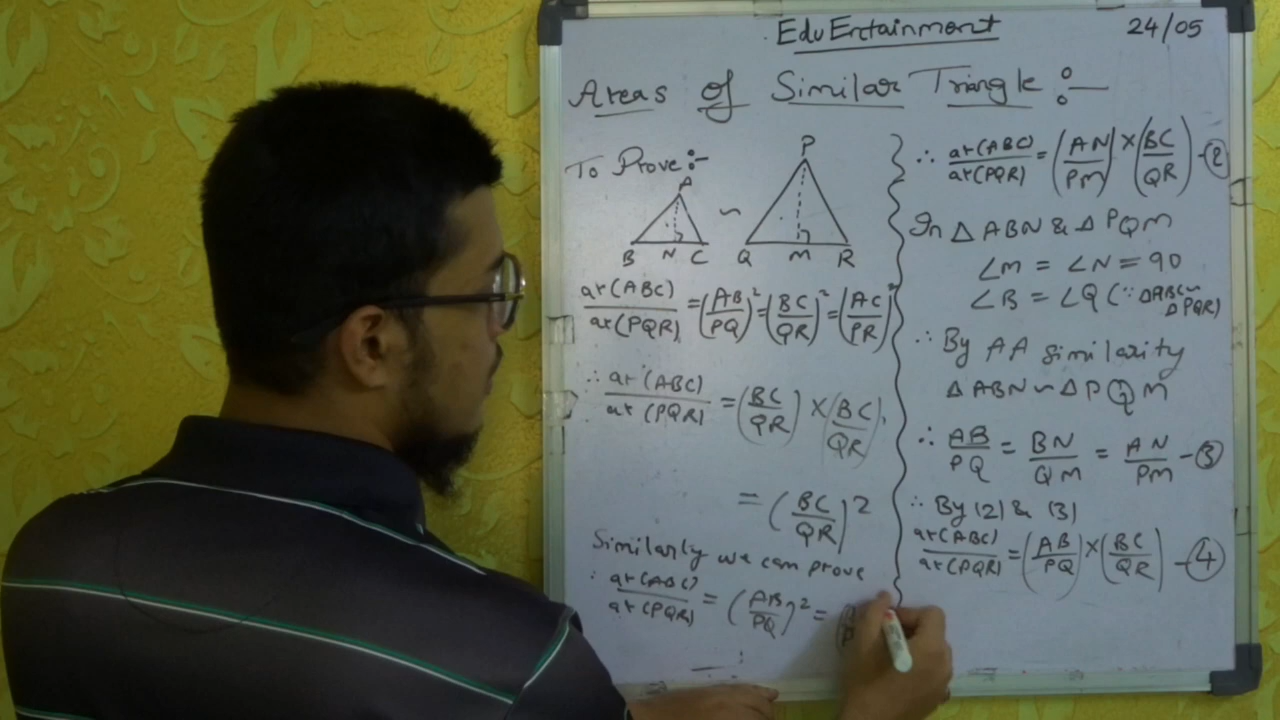 Edu Entainment 24/05
Areas of Similar Triangle :—
To Prove :-
A
B N C
~
P
Q M R
ar(ABC)/ar(PQR) = (AB/PQ)² = (BC/QR)² = (AC/PR)²
∴ ar(ABC)/ar(PQR) = (BC/QR) × (BC/QR)
= (BC/QR)²
Similarly we can prove
∴ ar(ABC)/ar(PQR) = (AB/PQ)² =
∴ ar(ABC)/ar(PQR) = (AN/PM) × (BC/QR) - ②
In △ABN & △PQM
∠M = ∠N = 90
∠B = ∠Q (∵ △ABC ~ △PQR)
∴ By AA similarity
△ABN ~ △PQM
∴ AB/PQ = BN/QM = AN/PM - ③
∴ By (2) & (3)
ar(ABC)/ar(PQR) = (AB/PQ) × (BC/QR) - ④